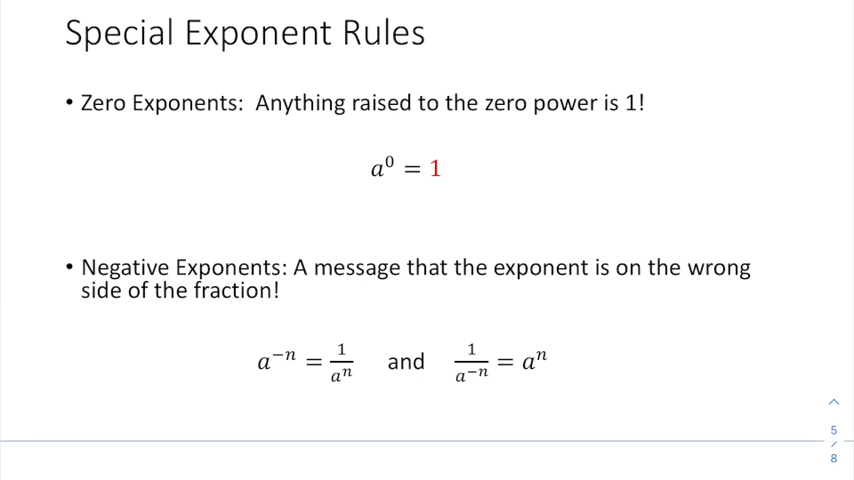 Special Exponent Rules
• Zero Exponents:  Anything raised to the zero power is 1!
a⁰ = 1
• Negative Exponents: A message that the exponent is on the wrong
side of the fraction!
a⁻ⁿ = 1/aⁿ and 1/a⁻ⁿ = aⁿ
5
/
8